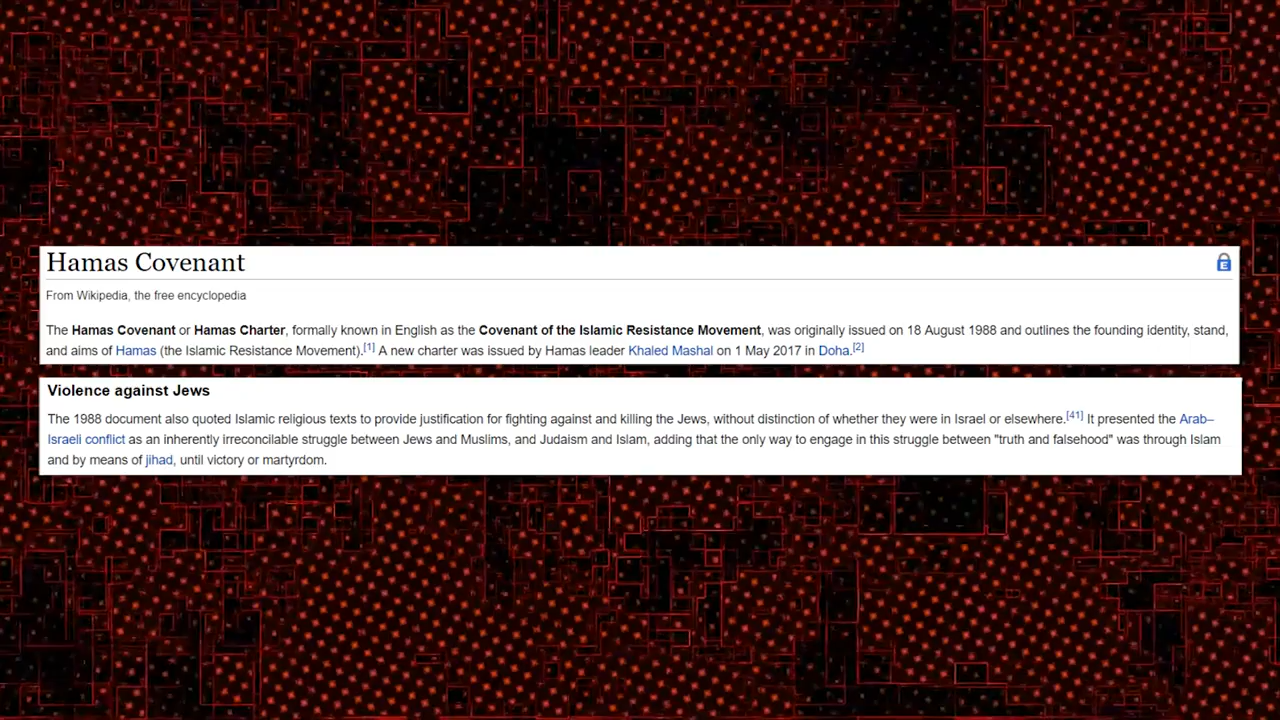 Hamas Covenant
From Wikipedia, the free encyclopedia
The Hamas Covenant or Hamas Charter, formally known in English as the Covenant of the Islamic Resistance Movement, was originally issued on 18 August 1988 and outlines the founding identity, stand,
and aims of Hamas (the Islamic Resistance Movement).[1] A new charter was issued by Hamas leader Khaled Mashal on 1 May 2017 in Doha.[2]
Violence against Jews
The 1988 document also quoted Islamic religious texts to provide justification for fighting against and killing the Jews, without distinction of whether they were in Israel or elsewhere.[41] It presented the Arab–
Israeli conflict as an inherently irreconcilable struggle between Jews and Muslims, and Judaism and Islam, adding that the only way to engage in this struggle between "truth and falsehood" was through Islam
and by means of jihad, until victory or martyrdom.